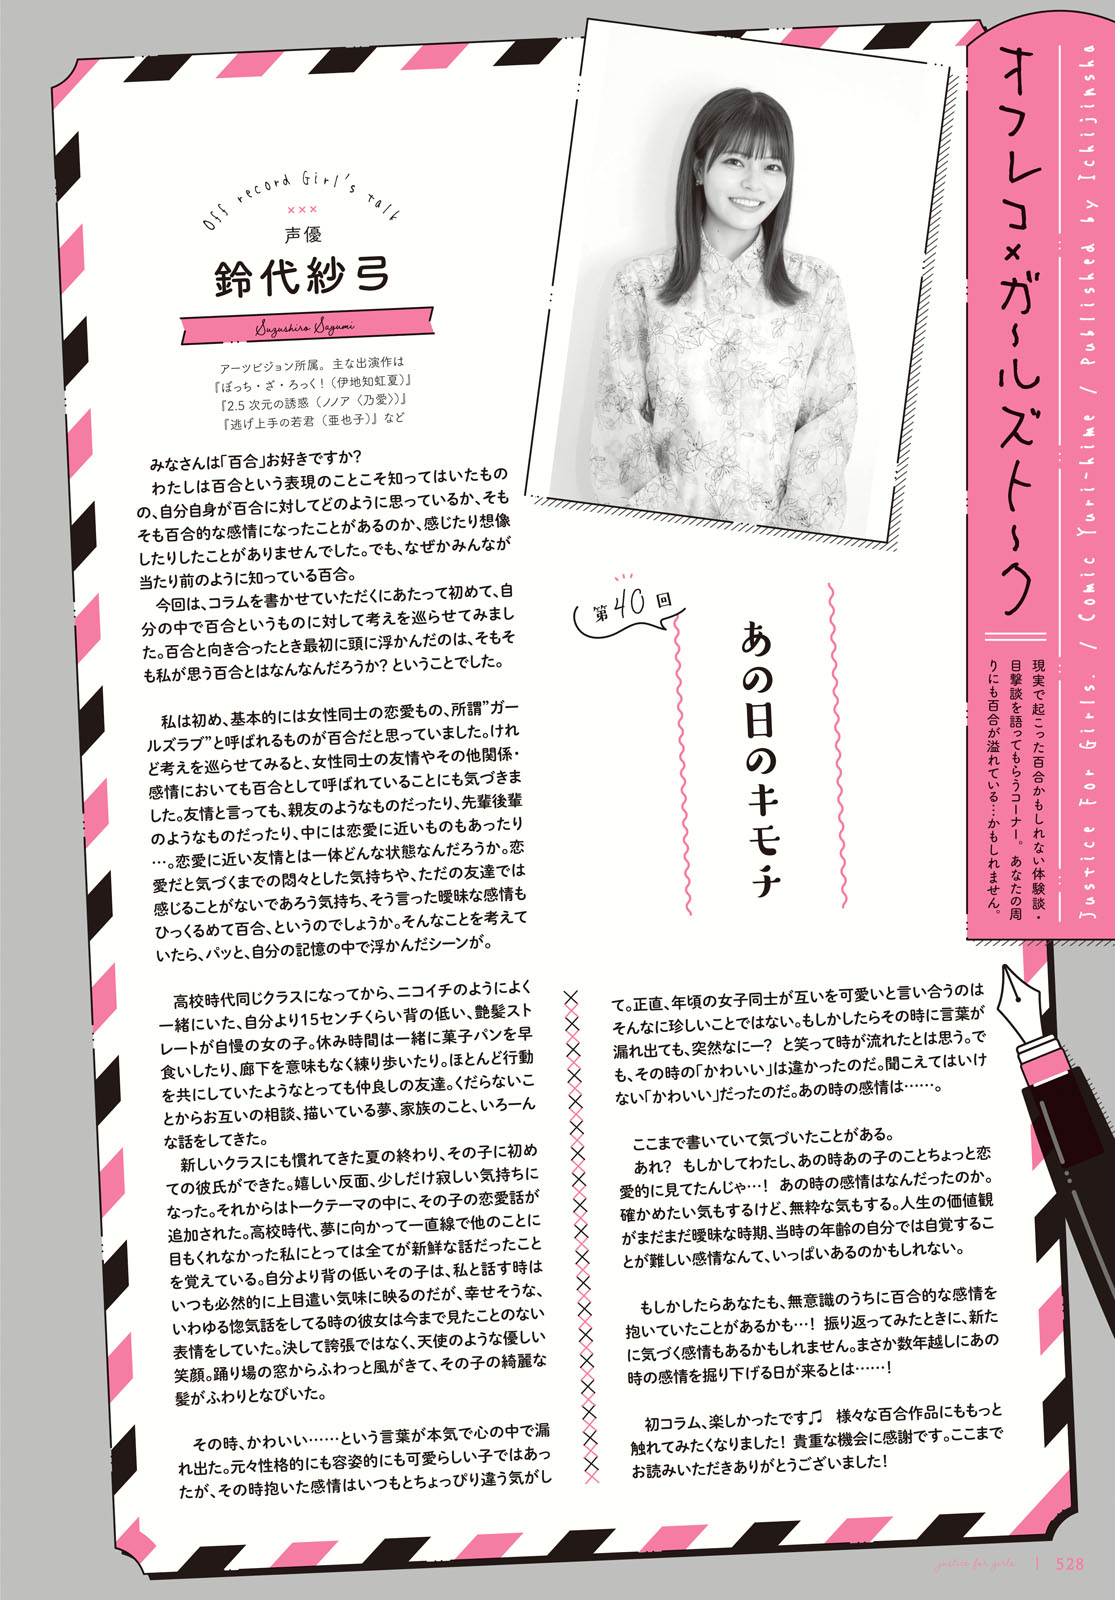 オフレコ×ガ〜ルズト〜ク
現実で起こった百合かもしれない体験談・
目撃談を語ってもらうコーナー。あなたの周
りにも百合が溢れている…かもしれません。
Justice For Girls. / Comic Yuri-hime / Published by Ichijinsha
Off record Girl's talk
×××
声優
鈴代紗弓
Suzushiro Sayumi
アーツビジョン所属。主な出演作は
『ぼっち・ざ・ろっく!(伊地知虹夏)』
『2.5 次元の誘惑(ノノア〈乃愛〉)』
『逃げ上手の若君(亜也子)』など
第40回
あの日のキモチ
みなさんは「百合」お好きですか?
わたしは百合という表現のことこそ知ってはいたもの
の、自分自身が百合に対してどのように思っているか、そも
そも百合的な感情になったことがあるのか、感じたり想像
したりしたことがありませんでした。でも、なぜかみんなが
当たり前のように知っている百合。
今回は、コラムを書かせていただくにあたって初めて、自
分の中で百合というものに対して考えを巡らせてみまし
た。百合と向き合ったとき最初に頭に浮かんだのは、そもそ
も私が思う百合とはなんなんだろうか? ということでした。
私は初め、基本的には女性同士の恋愛もの、所謂”ガー
ルズラブ”と呼ばれるものが百合だと思っていました。けれ
ど考えを巡らせてみると、女性同士の友情やその他関係・
感情においても百合として呼ばれていることにも気づきま
した。友情と言っても、親友のようなものだったり、先輩後輩
のようなものだったり、中には恋愛に近いものもあったり
…。恋愛に近い友情とは一体どんな状態なんだろうか。恋
愛だと気づくまでの悶々とした気持ちや、ただの友達では
感じることがないであろう気持ち、そう言った曖昧な感情も
ひっくるめて百合、というのでしょうか。そんなことを考えて
いたら、パッと、自分の記憶の中で浮かんだシーンが。
高校時代同じクラスになってから、ニコイチのようによく
一緒にいた、自分より15センチくらい背の低い、艶髪スト
レートが自慢の女の子。休み時間は一緒に菓子パンを早
食いしたり、廊下を意味もなく練り歩いたり。ほとんど行動
を共にしていたようなとっても仲良しの友達。くだらないこ
とからお互いの相談、描いている夢、家族のこと、いろーん
な話をしてきた。
新しいクラスにも慣れてきた夏の終わり、その子に初め
ての彼氏ができた。嬉しい反面、少しだけ寂しい気持ちに
なった。それからはトークテーマの中に、その子の恋愛話が
追加された。高校時代、夢に向かって一直線で他のことに
目もくれなかった私にとっては全てが新鮮な話だったこと
を覚えている。自分より背の低いその子は、私と話す時は
いつも必然的に上目遣い気味に映るのだが、幸せそうな、
いわゆる惚気話をしてる時の彼女は今まで見たことのない
表情をしていた。決して誇張ではなく、天使のような優しい
笑顔。踊り場の窓からふわっと風がきて、その子の綺麗な
髪がふわりとなびいた。
その時、かわいい……という言葉が本気で心の中で漏
れ出た。元々性格的にも容姿的にも可愛らしい子ではあっ
たが、その時抱いた感情はいつもとちょっぴり違う気がし
て。正直、年頃の女子同士が互いを可愛いと言い合うのは
そんなに珍しいことではない。もしかしたらその時に言葉が
漏れ出ても、突然なにー? と笑って時が流れたとは思う。で
も、その時の「かわいい」は違かったのだ。聞こえてはいけ
ない「かわいい」だったのだ。あの時の感情は……。
ここまで書いていて気づいたことがある。
あれ? もしかしてわたし、あの時あの子のことちょっと恋
愛的に見てたんじゃ…! あの時の感情はなんだったのか。
確かめたい気もするけど、無粋な気もする。人生の価値観
がまだまだ曖昧な時期、当時の年齢の自分では自覚するこ
とが難しい感情なんて、いっぱいあるのかもしれない。
もしかしたらあなたも、無意識のうちに百合的な感情を
抱いていたことがあるかも…! 振り返ってみたときに、新た
に気づく感情もあるかもしれません。まさか数年越しにあの
時の感情を掘り下げる日が来るとは……!
初コラム、楽しかったです♫ 様々な百合作品にももっと
触れてみたくなりました! 貴重な機会に感謝です。ここまで
お読みいただきありがとうございました!
justice for girls | 528